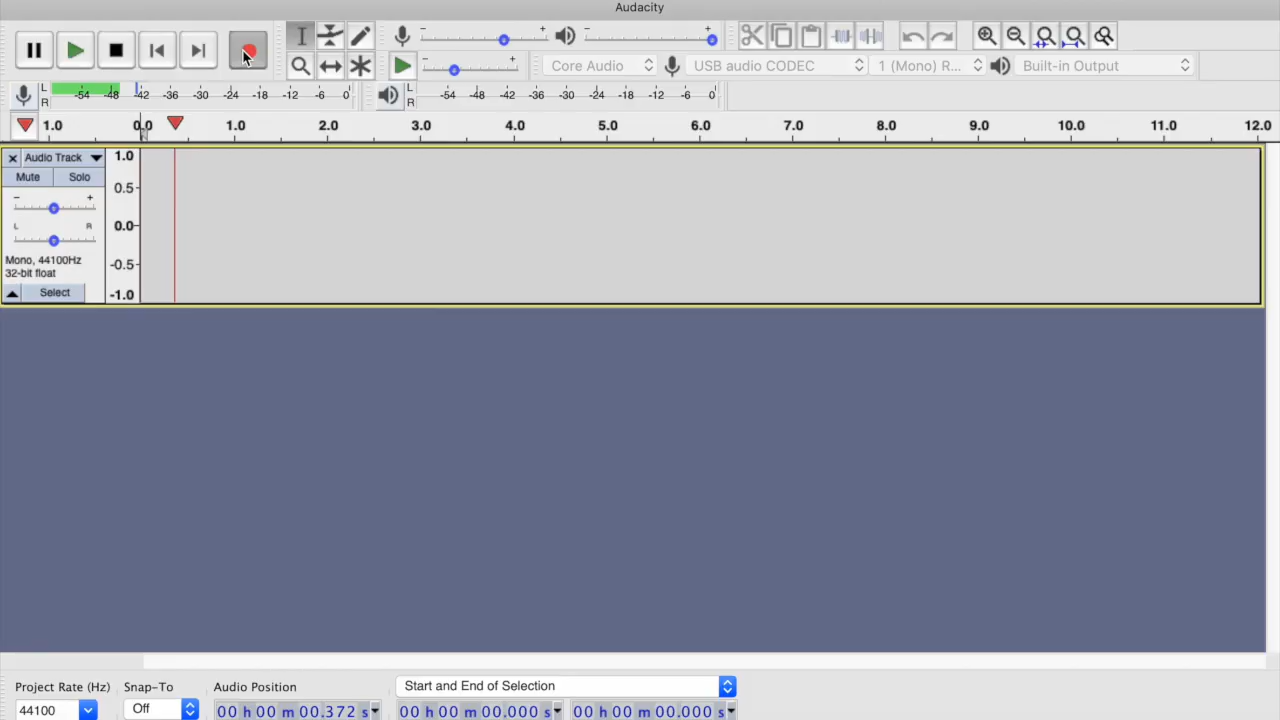 Audacity
Core Audio USB audio CODEC 1 (Mono) R... Built-in Output
L R -54 -48 -42 -36 -30 -24 -18 -12 -6 0 L R -54 -48 -42 -36 -30 -24 -18 -12 -6 0
1.0 0.0 1.0 2.0 3.0 4.0 5.0 6.0 7.0 8.0 9.0 10.0 11.0 12.0
Audio Track 1.0
Mute Solo
0.5
L R
0.0
Mono, 44100Hz
32-bit float
-0.5
Select -1.0
Project Rate (Hz) Snap-To Audio Position Start and End of Selection
44100 Off 00 h 00 m 00.372 s 00 h 00 m 00.000 s 00 h 00 m 00.000 s